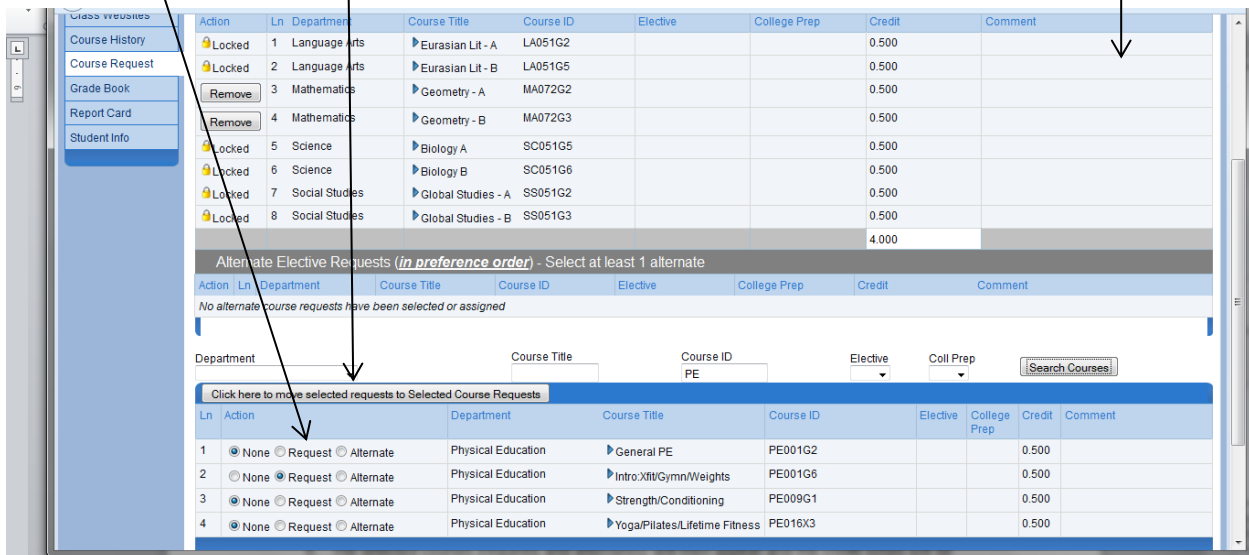 Class Websites
Course History
Course Request
Grade Book
Report Card
Student Info
Action Ln Department Course Title Course ID Elective College Prep Credit Comment
Locked 1 Language Arts Eurasian Lit - A LA051G2 0.500
Locked 2 Language Arts Eurasian Lit - B LA051G5 0.500
Remove 3 Mathematics Geometry - A MA072G2 0.500
Remove 4 Mathematics Geometry - B MA072G3 0.500
Locked 5 Science Biology A SC051G5 0.500
Locked 6 Science Biology B SC051G6 0.500
Locked 7 Social Studies Global Studies - A SS051G2 0.500
Locked 8 Social Studies Global Studies - B SS051G3 0.500
4.000
Alternate Elective Requests (in preference order) - Select at least 1 alternate
Action Ln Department Course Title Course ID Elective College Prep Credit Comment
No alternate course requests have been selected or assigned
Department Course Title Course ID Elective Coll Prep
PE Search Courses
Click here to move selected requests to Selected Course Requests
Ln Action Department Course Title Course ID Elective College Prep Credit Comment
1 None Request Alternate Physical Education General PE PE001G2 0.500
2 None Request Alternate Physical Education Intro:Xfit/Gymn/Weights PE001G6 0.500
3 None Request Alternate Physical Education Strength/Conditioning PE009G1 0.500
4 None Request Alternate Physical Education Yoga/Pilates/Lifetime Fitness PE016X3 0.500